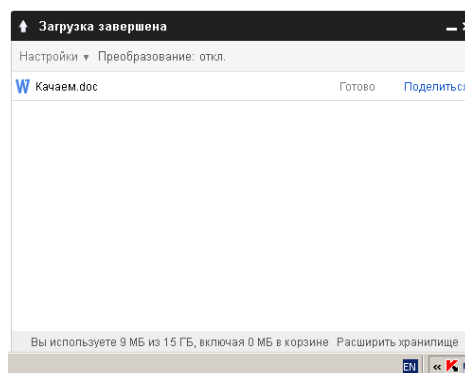 Загрузка завершена
Настройки Преобразование: откл.
Качаем.doc Готово Поделиться
Вы используете 9 МБ из 15 ГБ, включая 0 МБ в корзине Расширить хранилище
EN «